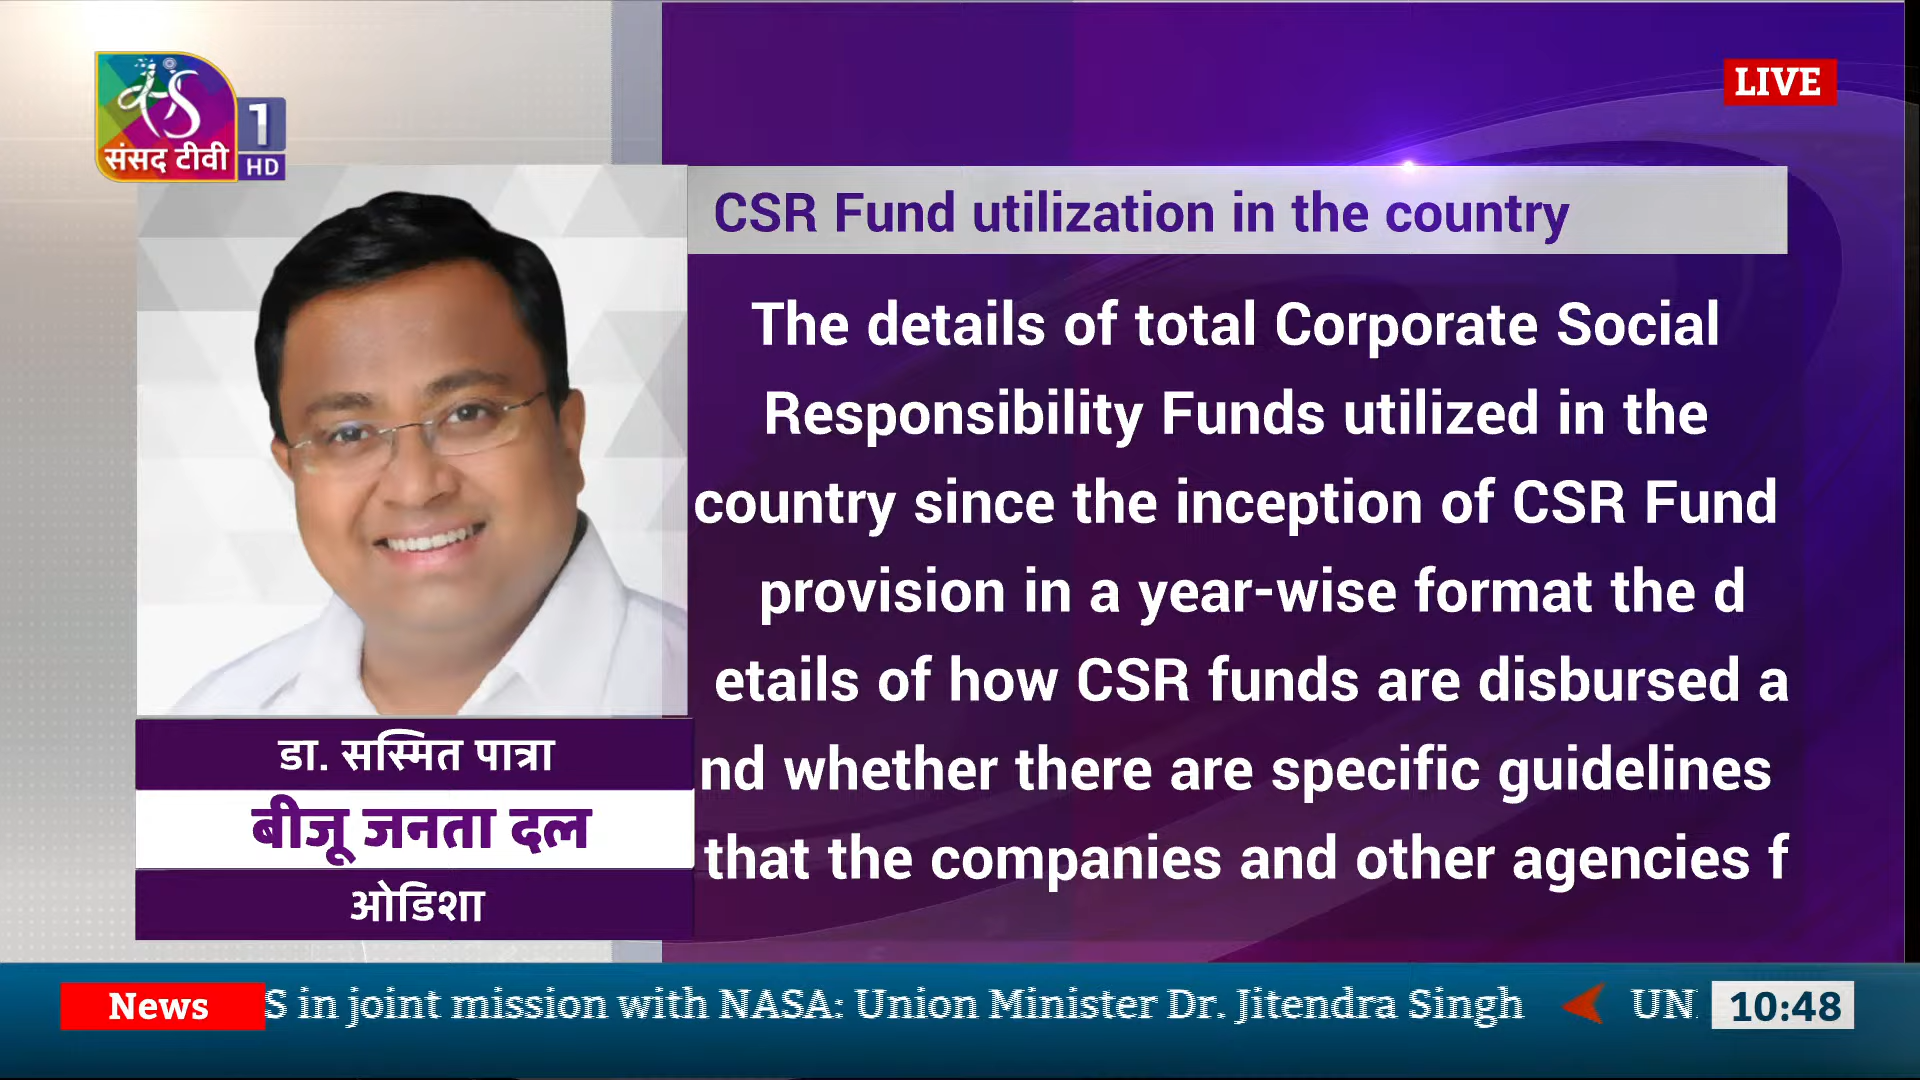 संसद टीवी
1
HD
LIVE
CSR Fund utilization in the country
The details of total Corporate Social
Responsibility Funds utilized in the
country since the inception of CSR Fund
provision in a year-wise format the d
etails of how CSR funds are disbursed a
nd whether there are specific guidelines
that the companies and other agencies f
डा. सस्मित पात्रा
बीजू जनता दल
ओडिशा
News
S in joint mission with NASA: Union Minister Dr. Jitendra Singh
UN
10:48